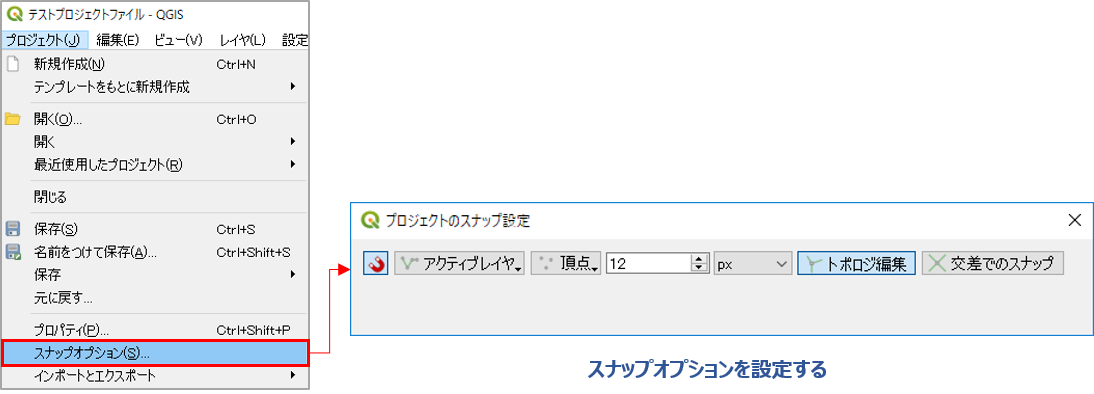 テストプロジェクトファイル - QGIS
プロジェクト(J) 編集(E) ビュー(V) レイヤ(L) 設定
新規作成(N) Ctrl+N
テンプレートをもとに新規作成
開く(O)... Ctrl+O
開く
最近使用したプロジェクト(R)
閉じる
保存(S) Ctrl+S
名前をつけて保存(A)... Ctrl+Shift+S
保存
元に戻す...
プロパティ(P)... Ctrl+Shift+P
スナップオプション(S)...
インポートとエクスポート
プロジェクトのスナップ設定
アクティブレイヤ 頂点 12 px トポロジ編集 交差でのスナップ
スナップオプションを設定する